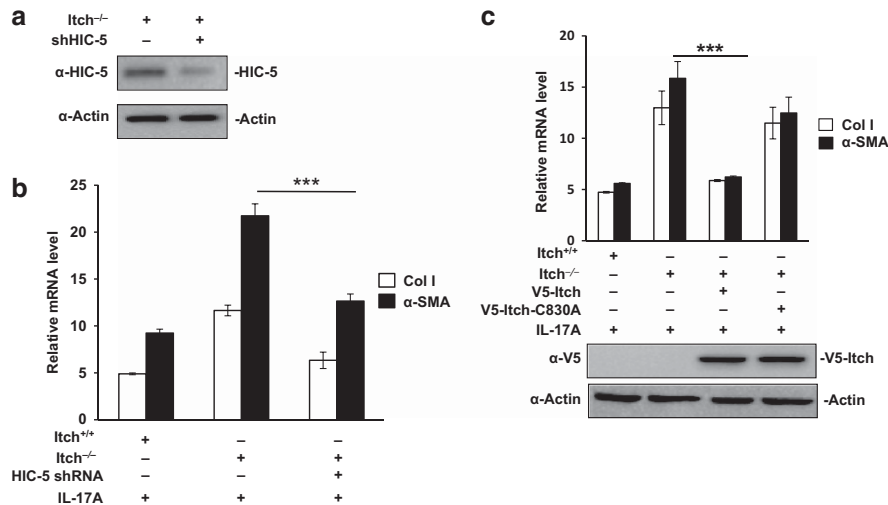 a
Itch–/– + +
shHIC-5 – +
α-HIC-5 -HIC-5
α-Actin -Actin
b
Relative mRNA level
25
20
15
10
5
0
***
Col I
α-SMA
Itch+/+ + – –
Itch–/– – + +
HIC-5 shRNA – – +
IL-17A + + +
c
Relative mRNA level
20
15
10
5
0
***
Col I
α-SMA
Itch+/+ + – – –
Itch–/– – + + +
V5-Itch – – + –
V5-Itch-C830A – – – +
IL-17A + + + +
α-V5 -V5-Itch
α-Actin -Actin